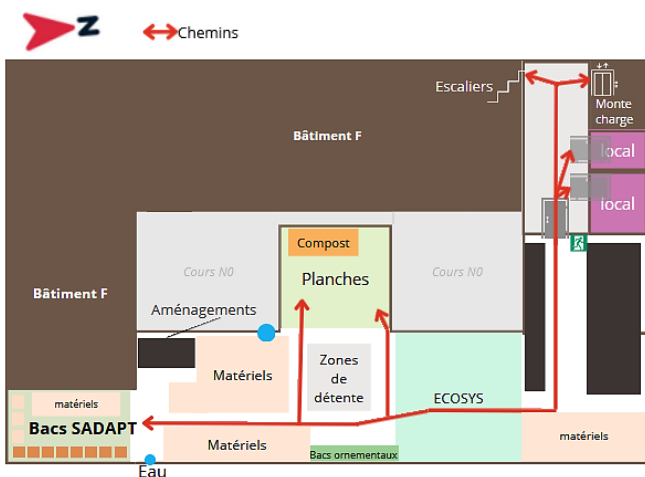 N
Chemins
Escaliers
Monte
charge
Bâtiment F
local
local
Compost
Cours N0
Planches
Cours N0
Bâtiment F
Aménagements
Zones
de
détente
Matériels
ECOSYS
matériels
Bacs SADAPT
Matériels
matériels
Bacs ornementaux
Eau